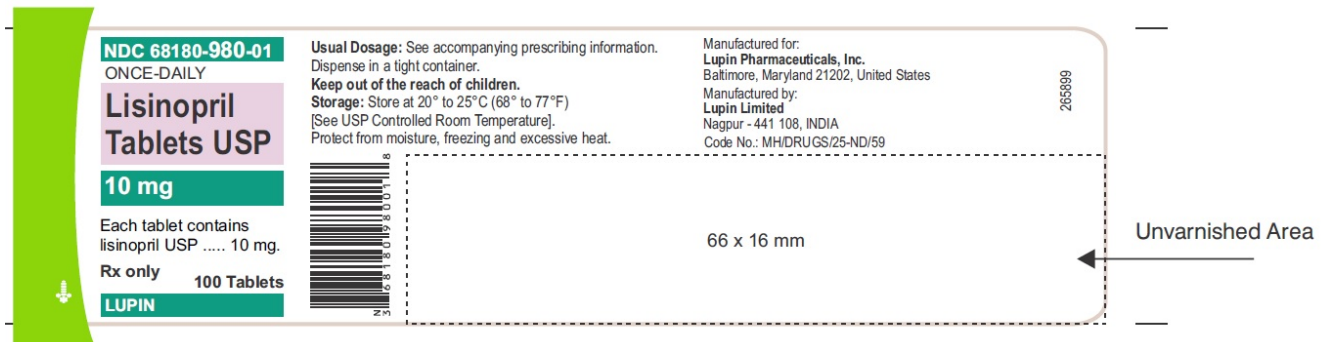 NDC 68180-980-01
ONCE-DAILY
Lisinopril
Tablets USP
10 mg
Each tablet contains
lisinopril USP ..... 10 mg.
Rx only
100 Tablets
LUPIN
Usual Dosage: See accompanying prescribing information.
Dispense in a tight container.
Keep out of the reach of children.
Storage: Store at 20° to 25°C (68° to 77°F)
[See USP Controlled Room Temperature].
Protect from moisture, freezing and excessive heat.
N
3 68180 98001 8
Manufactured for:
Lupin Pharmaceuticals, Inc.
Baltimore, Maryland 21202, United States
Manufactured by:
Lupin Limited
Nagpur - 441 108, INDIA
Code No.: MH/DRUGS/25-ND/59
265899
66 x 16 mm
Unvarnished Area